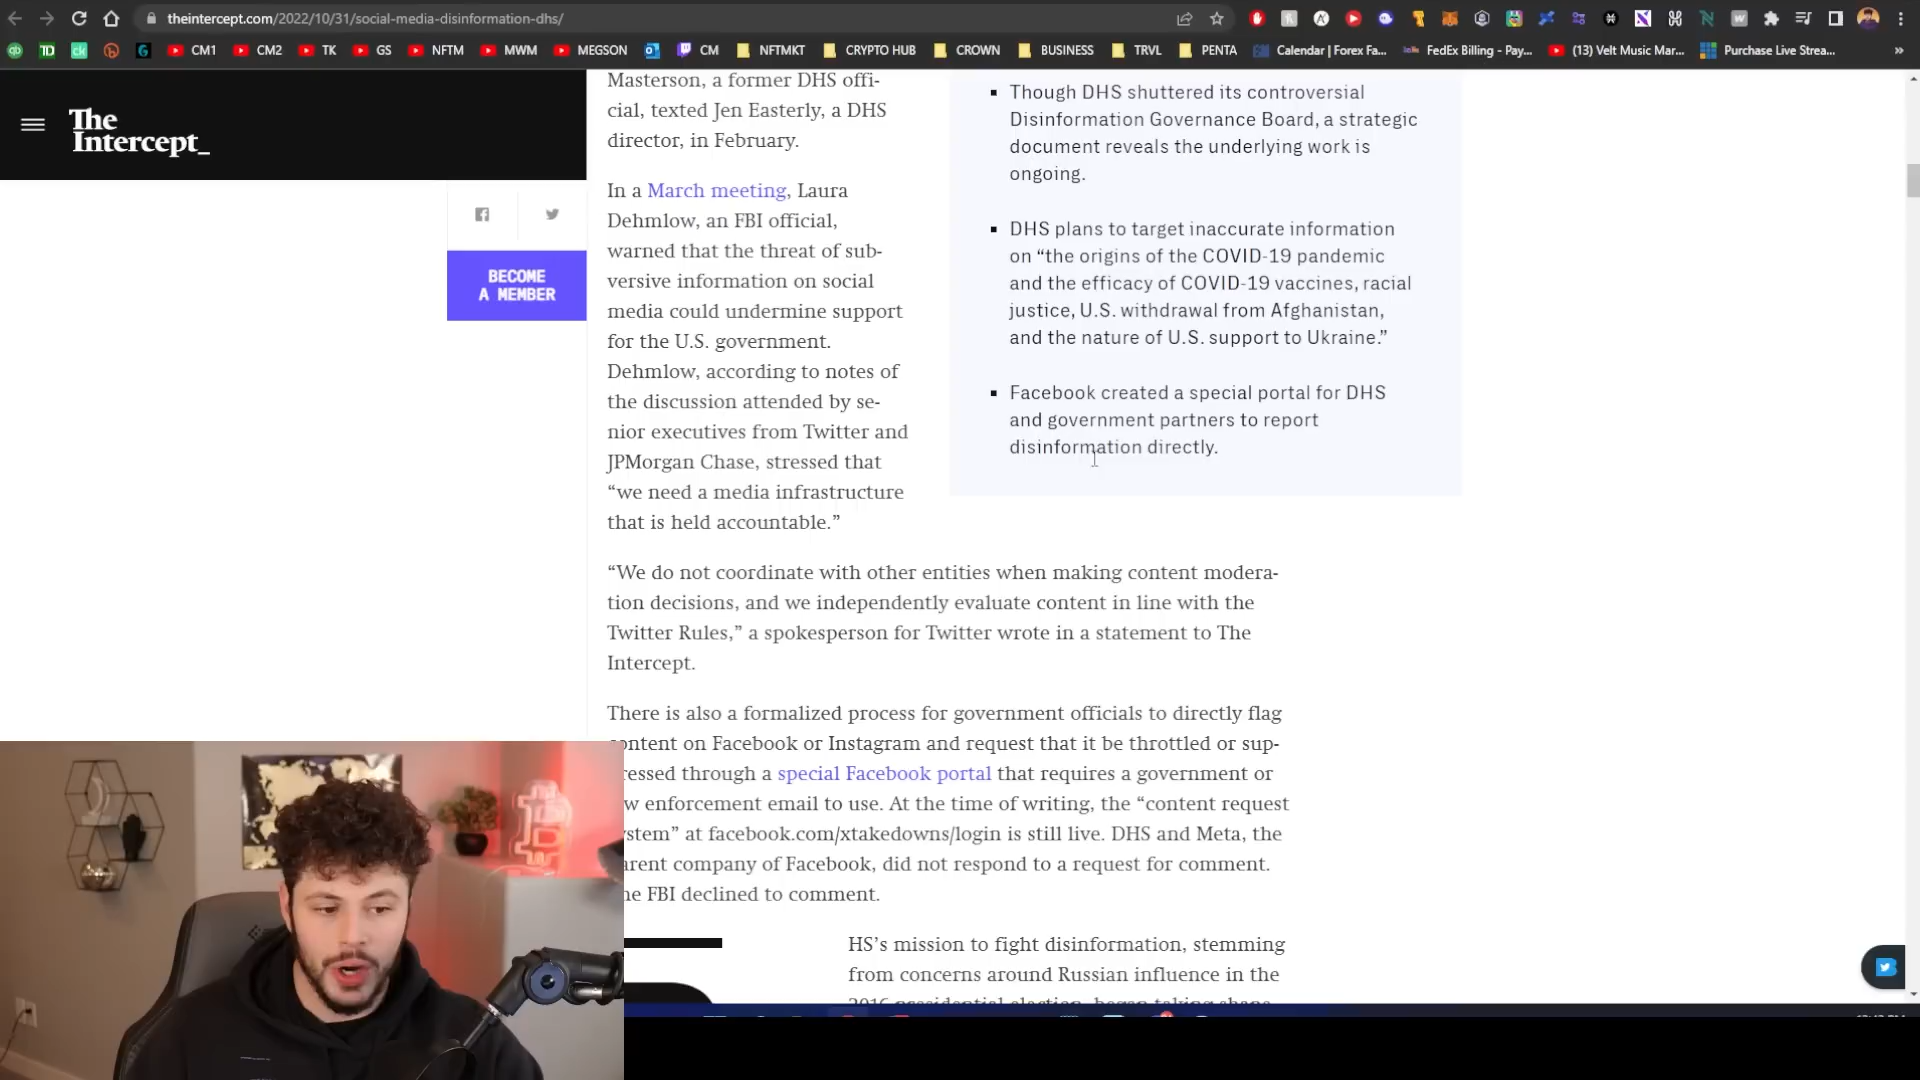 theintercept.com/2022/10/31/social-media-disinformation-dhs/
TD
ck
CM1
CM2
TK
GS
NFTM
MWM
MEGSON
CM
NFTMKT
CRYPTO HUB
CROWN
BUSINESS
TRVL
PENTA
Calendar | Forex Fa...
FedEx Billing - Pay...
(13) Velt Music Mar...
Purchase Live Strea...
The
Intercept_
BECOME
A MEMBER
Masterson, a former DHS offi-
cial, texted Jen Easterly, a DHS
director, in February.
In a March meeting, Laura
Dehmlow, an FBI official,
warned that the threat of sub-
versive information on social
media could undermine support
for the U.S. government.
Dehmlow, according to notes of
the discussion attended by se-
nior executives from Twitter and
JPMorgan Chase, stressed that
“we need a media infrastructure
that is held accountable.”
Though DHS shuttered its controversial
Disinformation Governance Board, a strategic
document reveals the underlying work is
ongoing.
DHS plans to target inaccurate information
on “the origins of the COVID-19 pandemic
and the efficacy of COVID-19 vaccines, racial
justice, U.S. withdrawal from Afghanistan,
and the nature of U.S. support to Ukraine.”
Facebook created a special portal for DHS
and government partners to report
disinformation directly.
“We do not coordinate with other entities when making content modera-
tion decisions, and we independently evaluate content in line with the
Twitter Rules,” a spokesperson for Twitter wrote in a statement to The
Intercept.
There is also a formalized process for government officials to directly flag
ontent on Facebook or Instagram and request that it be throttled or sup-
ressed through a special Facebook portal that requires a government or
w enforcement email to use. At the time of writing, the “content request
ystem” at facebook.com/xtakedowns/login is still live. DHS and Meta, the
arent company of Facebook, did not respond to a request for comment.
he FBI declined to comment.
HS’s mission to fight disinformation, stemming
from concerns around Russian influence in the
2016 presidential election, began taking shape